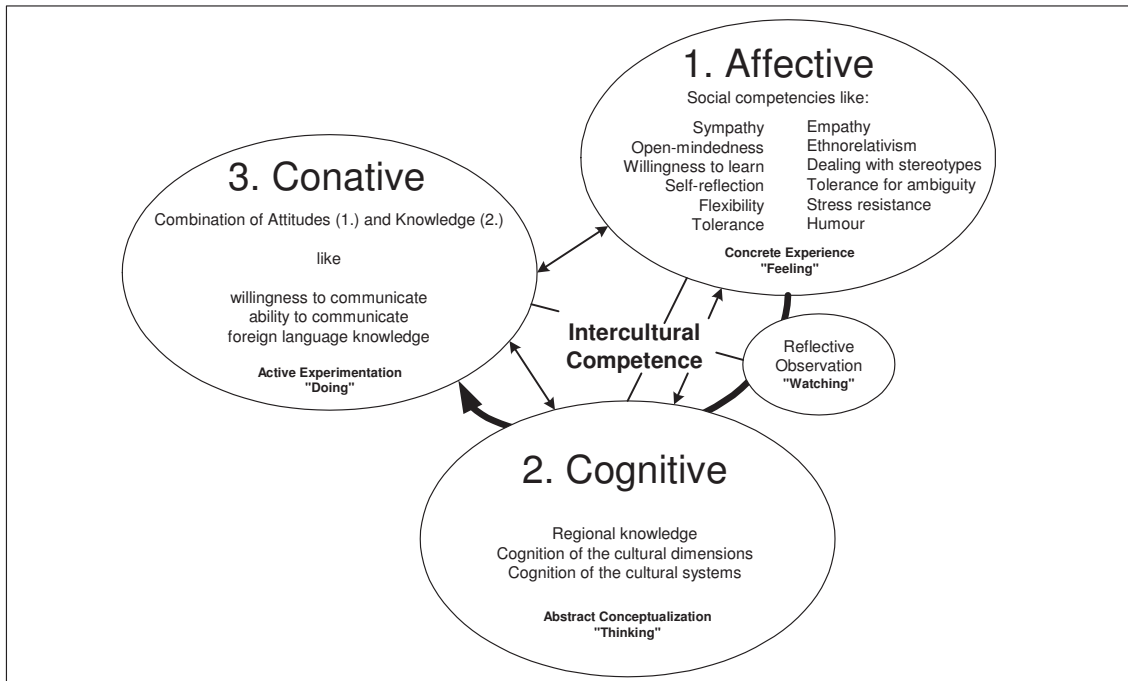 1. Affective
Social competencies like:
Sympathy
Open-mindedness
Willingness to learn
Self-reflection
Flexibility
Tolerance
Empathy
Ethnorelativism
Dealing with stereotypes
Tolerance for ambiguity
Stress resistance
Humour
Concrete Experience
"Feeling"
3. Conative
Combination of Attitudes (1.) and Knowledge (2.)
like
willingness to communicate
ability to communicate
foreign language knowledge
Active Experimentation
"Doing"
Intercultural
Competence
Reflective
Observation
"Watching"
2. Cognitive
Regional knowledge
Cognition of the cultural dimensions
Cognition of the cultural systems
Abstract Conceptualization
"Thinking"